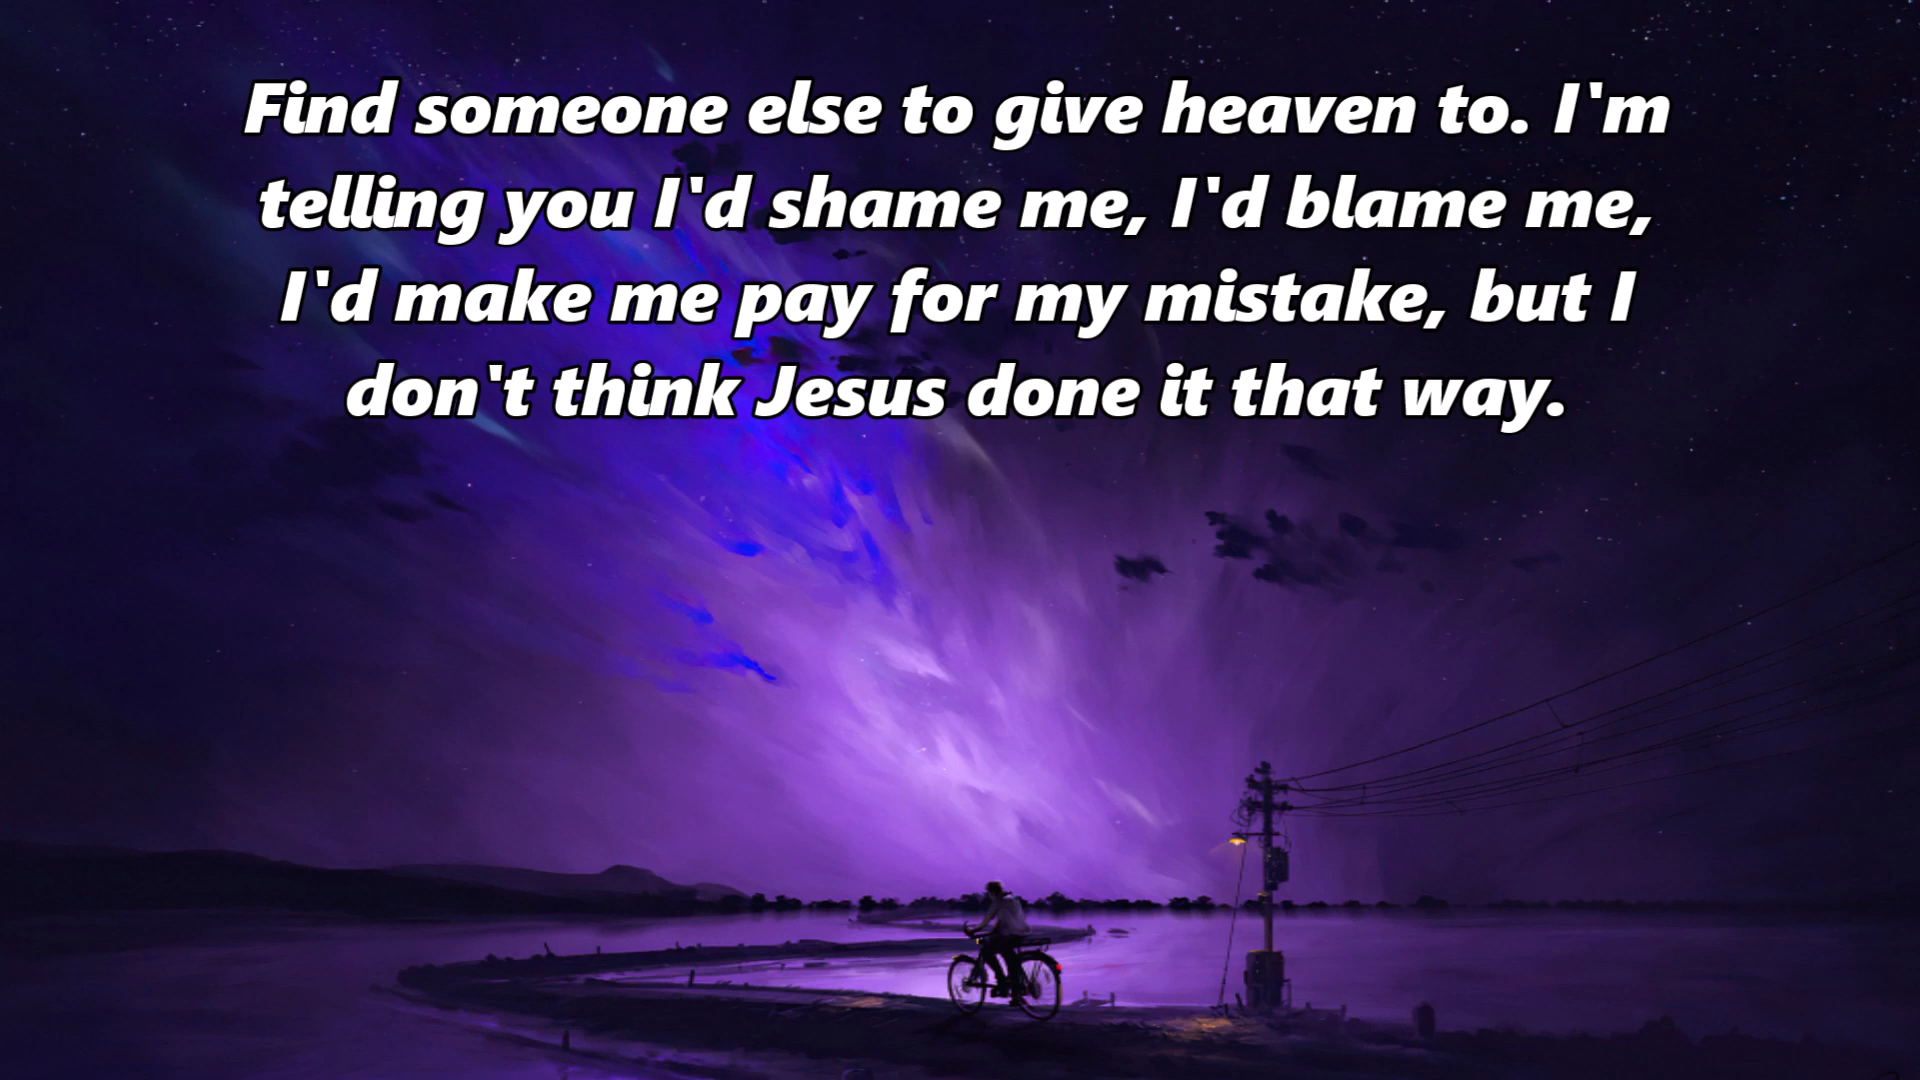 Find someone else to give heaven to. I'm
telling you I'd shame me, I'd blame me,
I'd make me pay for my mistake, but I
don't think Jesus done it that way.